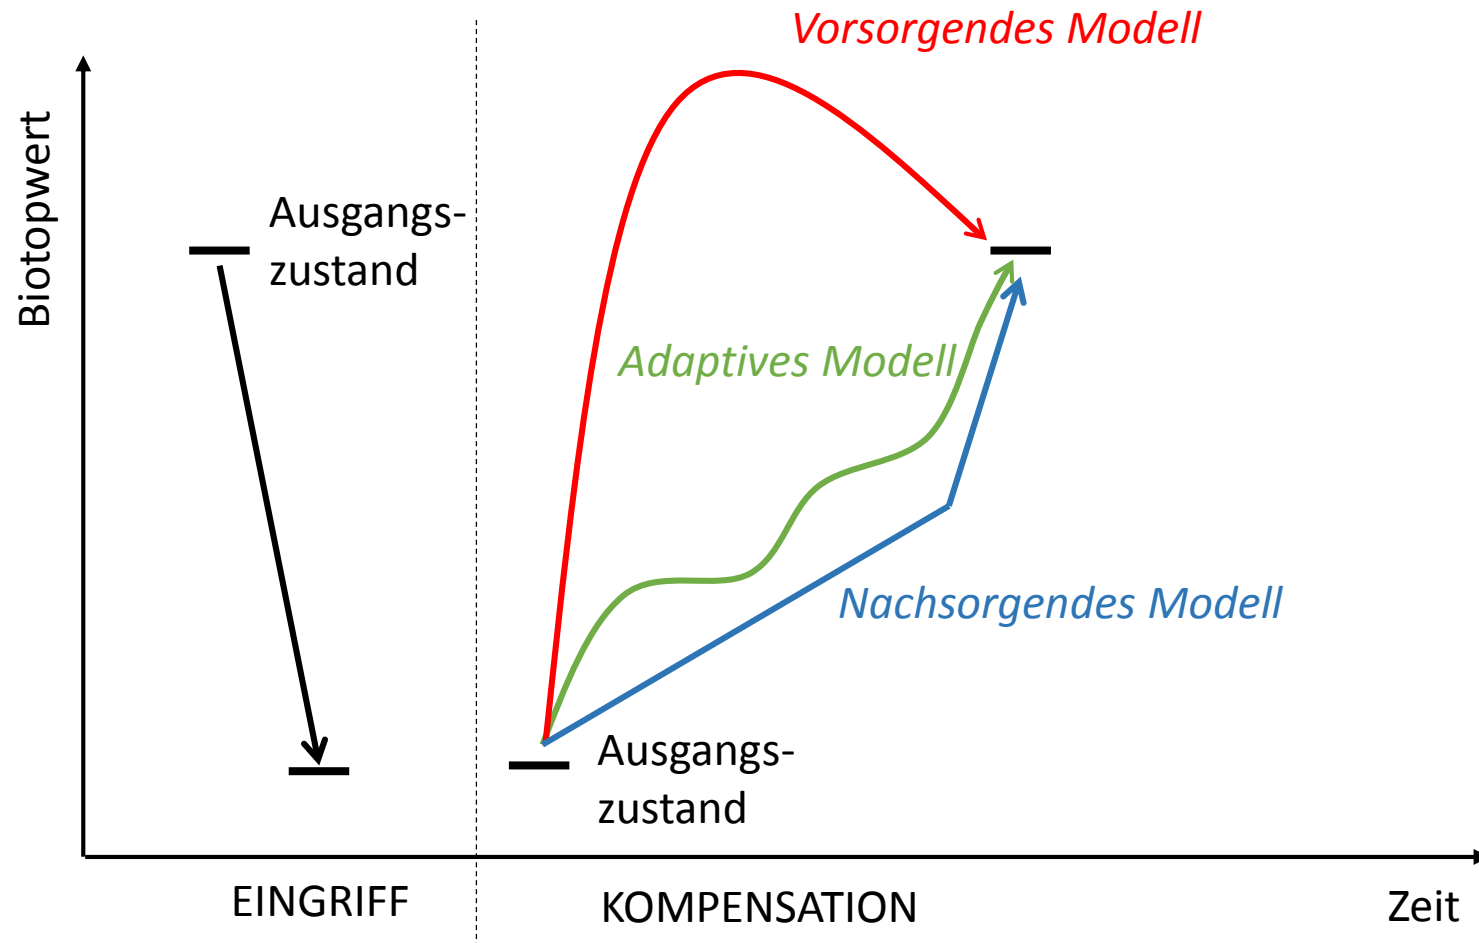 Vorsorgendes Modell
Biotopwert
Ausgangs-
zustand
Adaptives Modell
Nachsorgendes Modell
Ausgangs-
zustand
EINGRIFF
KOMPENSATION
Zeit